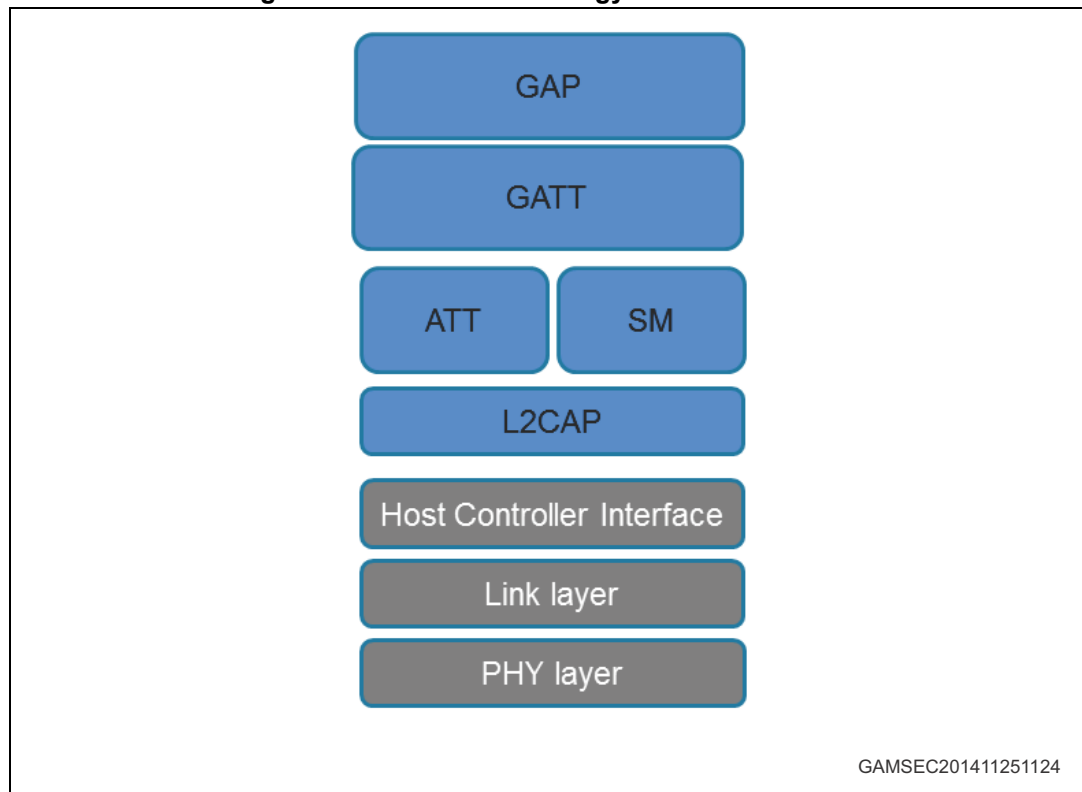 GAP
GATT
ATT SM
L2CAP
Host Controller Interface
Link layer
PHY layer
GAMSEC201411251124